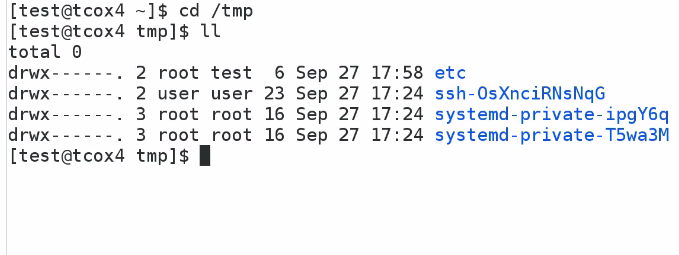 [test@tcox4 ~]$ cd /tmp
[test@tcox4 tmp]$ ll
total 0
drwx------. 2 root test  6 Sep 27 17:58 etc
drwx------. 2 user user 23 Sep 27 17:24 ssh-OsXnciRNsNqG
drwx------. 3 root root 16 Sep 27 17:24 systemd-private-ipgY6q
drwx------. 3 root root 16 Sep 27 17:24 systemd-private-T5wa3M
[test@tcox4 tmp]$